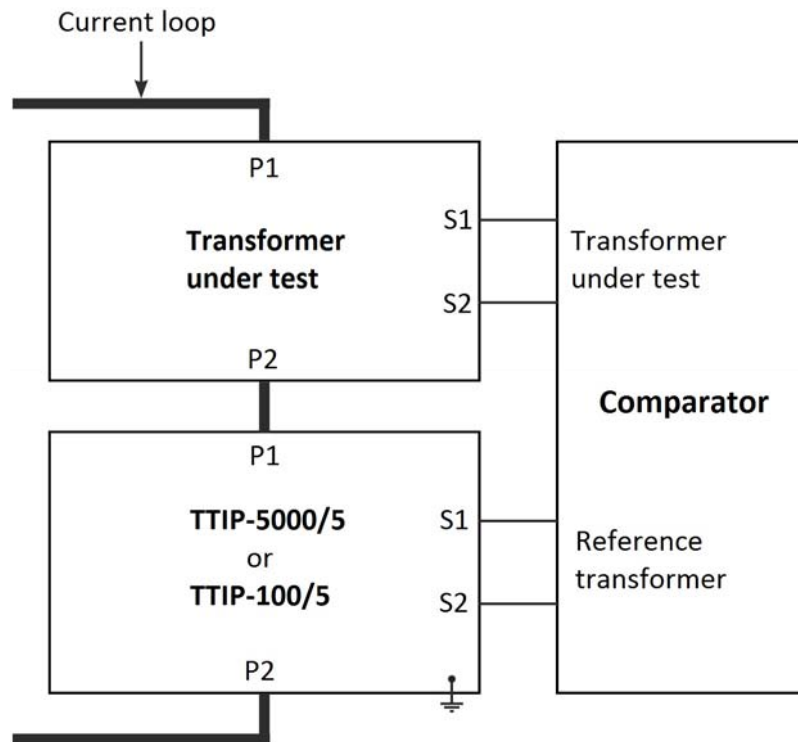 Current loop
P1
Transformer
under test
S1
S2
P2
Transformer
under test
Comparator
P1
TTIP-5000/5
or
TTIP-100/5
S1
S2
P2
Reference
transformer